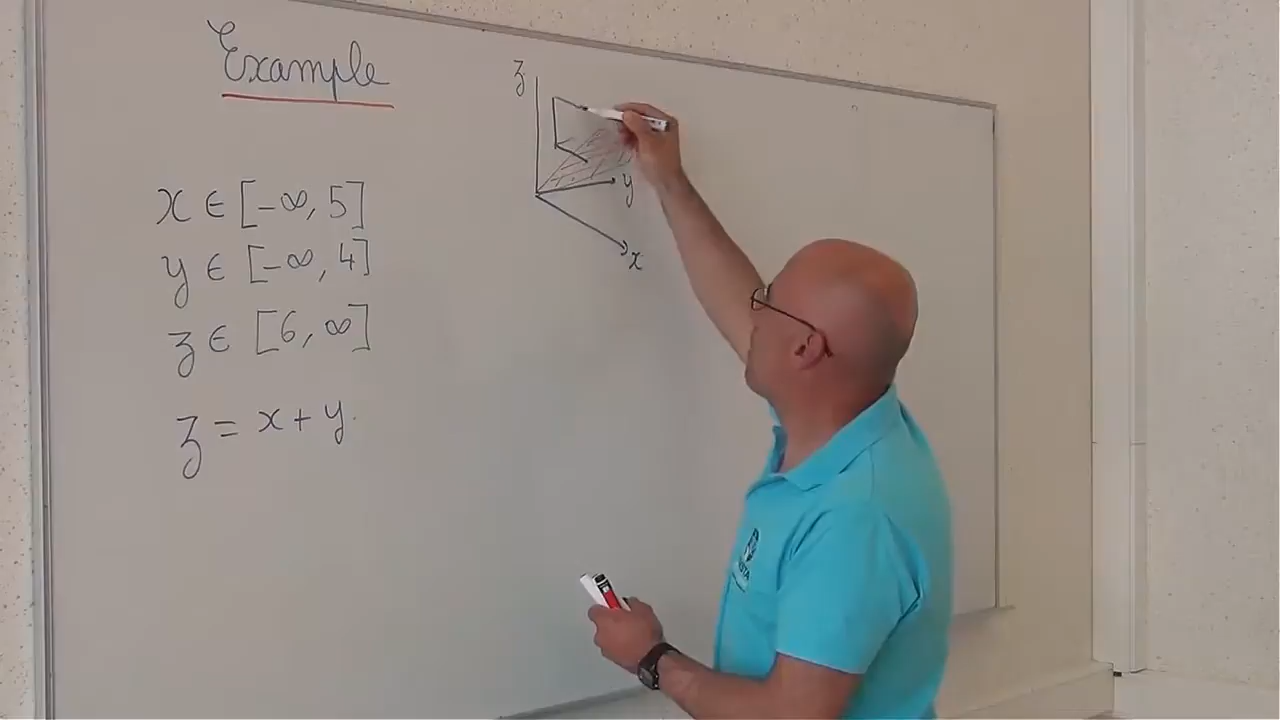 Example
x ∈ [-∞, 5]
y ∈ [-∞, 4]
z ∈ [6, ∞]
z = x + y
z
y
x